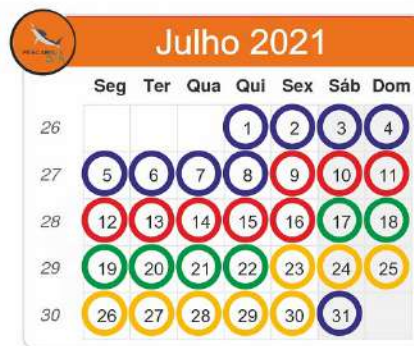 Julho 2021
Seg Ter Qua Qui Sex Sáb Dom
26 1 2 3 4
27 5 6 7 8 9 10 11
28 12 13 14 15 16 17 18
29 19 20 21 22 23 24 25
30 26 27 28 29 30 31